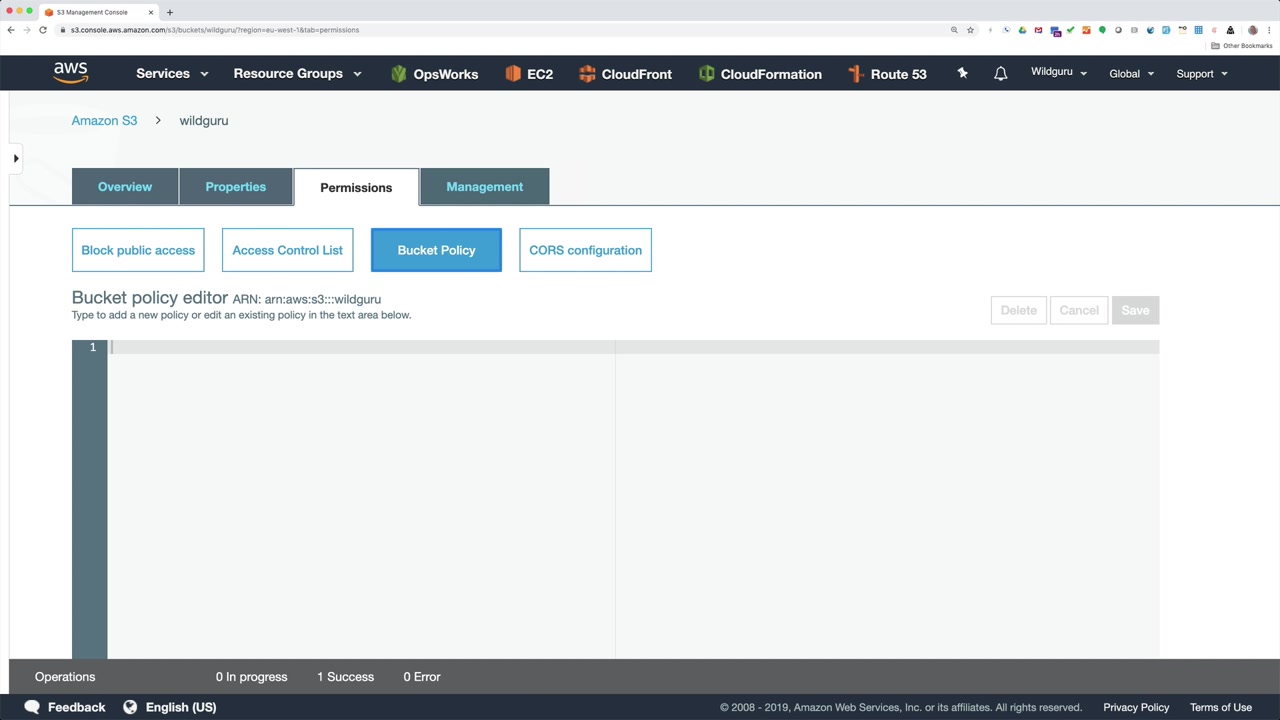 S3 Management Console
s3.console.aws.amazon.com/s3/buckets/wildguru/?region=eu-west-1&tab=permissions
Other Bookmarks
aws
Services
Resource Groups
OpsWorks
EC2
CloudFront
CloudFormation
Route 53
Wildguru
Global
Support
Amazon S3 > wildguru
Overview
Properties
Permissions
Management
Block public access
Access Control List
Bucket Policy
CORS configuration
Bucket policy editor ARN: arn:aws:s3:::wildguru
Type to add a new policy or edit an existing policy in the text area below.
Delete
Cancel
Save
1
Operations
0 In progress
1 Success
0 Error
Feedback
English (US)
© 2008 - 2019, Amazon Web Services, Inc. or its affiliates. All rights reserved.
Privacy Policy
Terms of Use